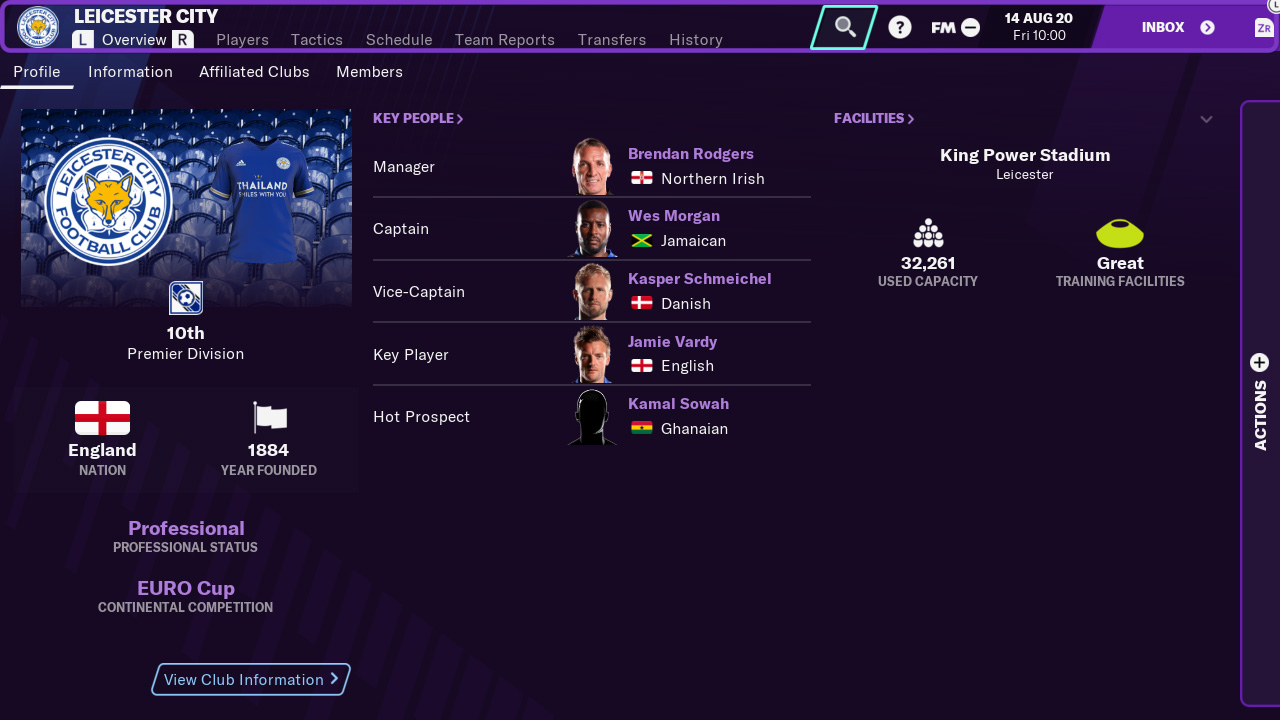 LEICESTER CITY
L Overview R Players Tactics Schedule Team Reports Transfers History
? FM
14 AUG 20
Fri 10:00
INBOX
ZR
L
Profile Information Affiliated Clubs Members
LEICESTER CITY
FOOTBALL CLUB
adidas
THAILAND
SMILES WITH YOU
10th
Premier Division
England
NATION
1884
YEAR FOUNDED
Professional
PROFESSIONAL STATUS
EURO Cup
CONTINENTAL COMPETITION
View Club Information
KEY PEOPLE
Manager
Brendan Rodgers
Northern Irish
Captain
Wes Morgan
Jamaican
Vice-Captain
Kasper Schmeichel
Danish
Key Player
Jamie Vardy
English
Hot Prospect
Kamal Sowah
Ghanaian
FACILITIES
King Power Stadium
Leicester
32,261
USED CAPACITY
Great
TRAINING FACILITIES
ACTIONS